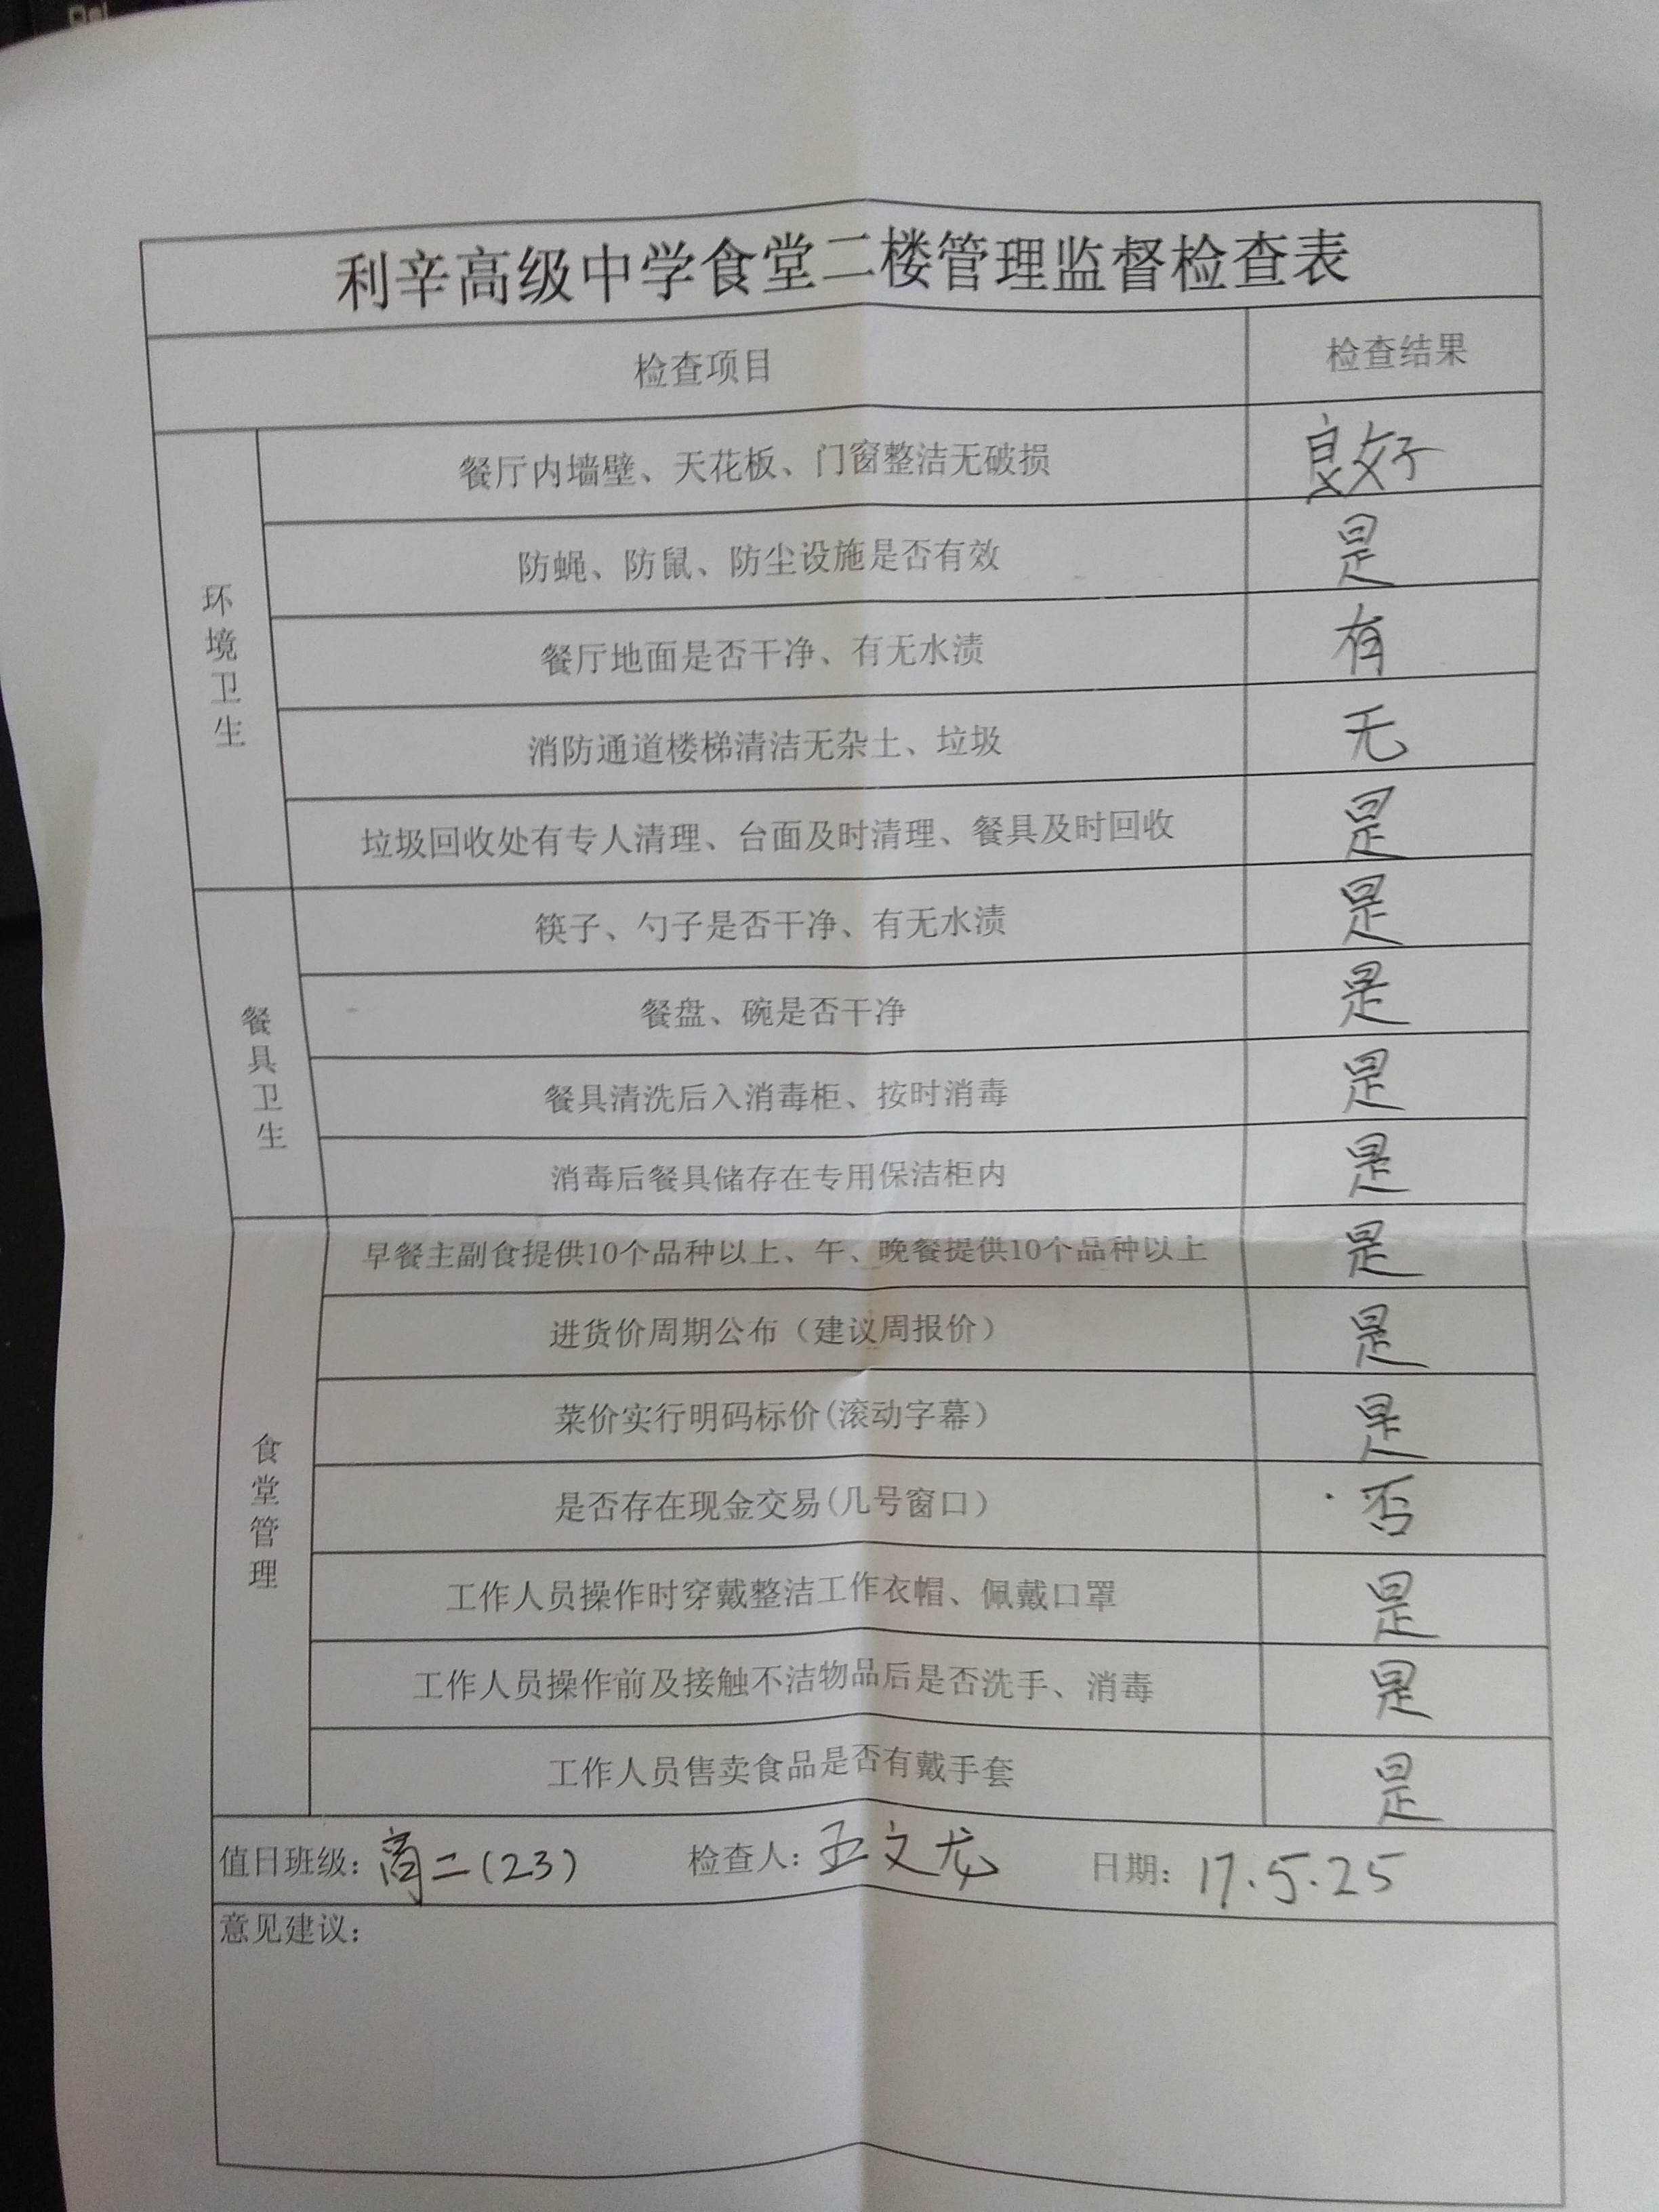 利辛高级中学食堂二楼管理监督检查表
检查项目 检查结果
环境卫生
餐厅内墙壁、天花板、门窗整洁无破损 良好
防蝇、防鼠、防尘设施是否有效 是
餐厅地面是否干净、有无水渍 有
消防通道楼梯清洁无杂土、垃圾 无
垃圾回收处有专人清理、台面及时清理、餐具及时回收 是
餐具卫生
筷子、勺子是否干净、有无水渍 是
餐盘、碗是否干净 是
餐具清洗后入消毒柜、按时消毒 是
消毒后餐具储存在专用保洁柜内 是
食堂管理
早餐主副食提供10个品种以上、午、晚餐提供10个品种以上 是
进货价周期公布（建议周报价） 是
菜价实行明码标价(滚动字幕） 是
是否存在现金交易(几号窗口） 否
工作人员操作时穿戴整洁工作衣帽、佩戴口罩 是
工作人员操作前及接触不洁物品后是否洗手、消毒 是
工作人员售卖食品是否有戴手套 是
值日班级：高二(23) 检查人：王文龙 日期：17.5.25
意见建议：